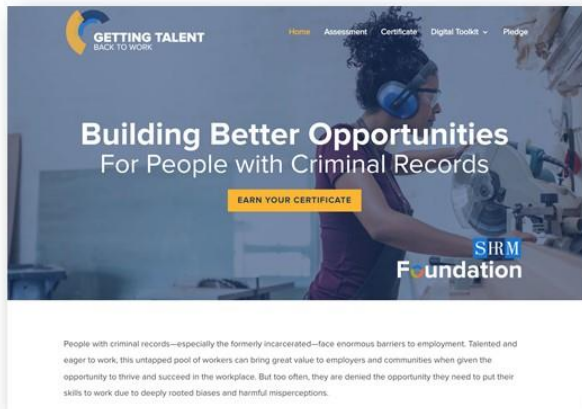 GETTING TALENT
BACK TO WORK
Home Assessment Certificate Digital Toolkit Pledge
Building Better Opportunities
For People with Criminal Records
EARN YOUR CERTIFICATE
SHRM
Foundation
People with criminal records—especially the formerly incarcerated—face enormous barriers to employment. Talented and
eager to work, this untapped pool of workers can bring great value to employers and communities when given the
opportunity to thrive and succeed in the workplace. But too often, they are denied the opportunity they need to put their
skills to work due to deeply rooted biases and harmful misperceptions.